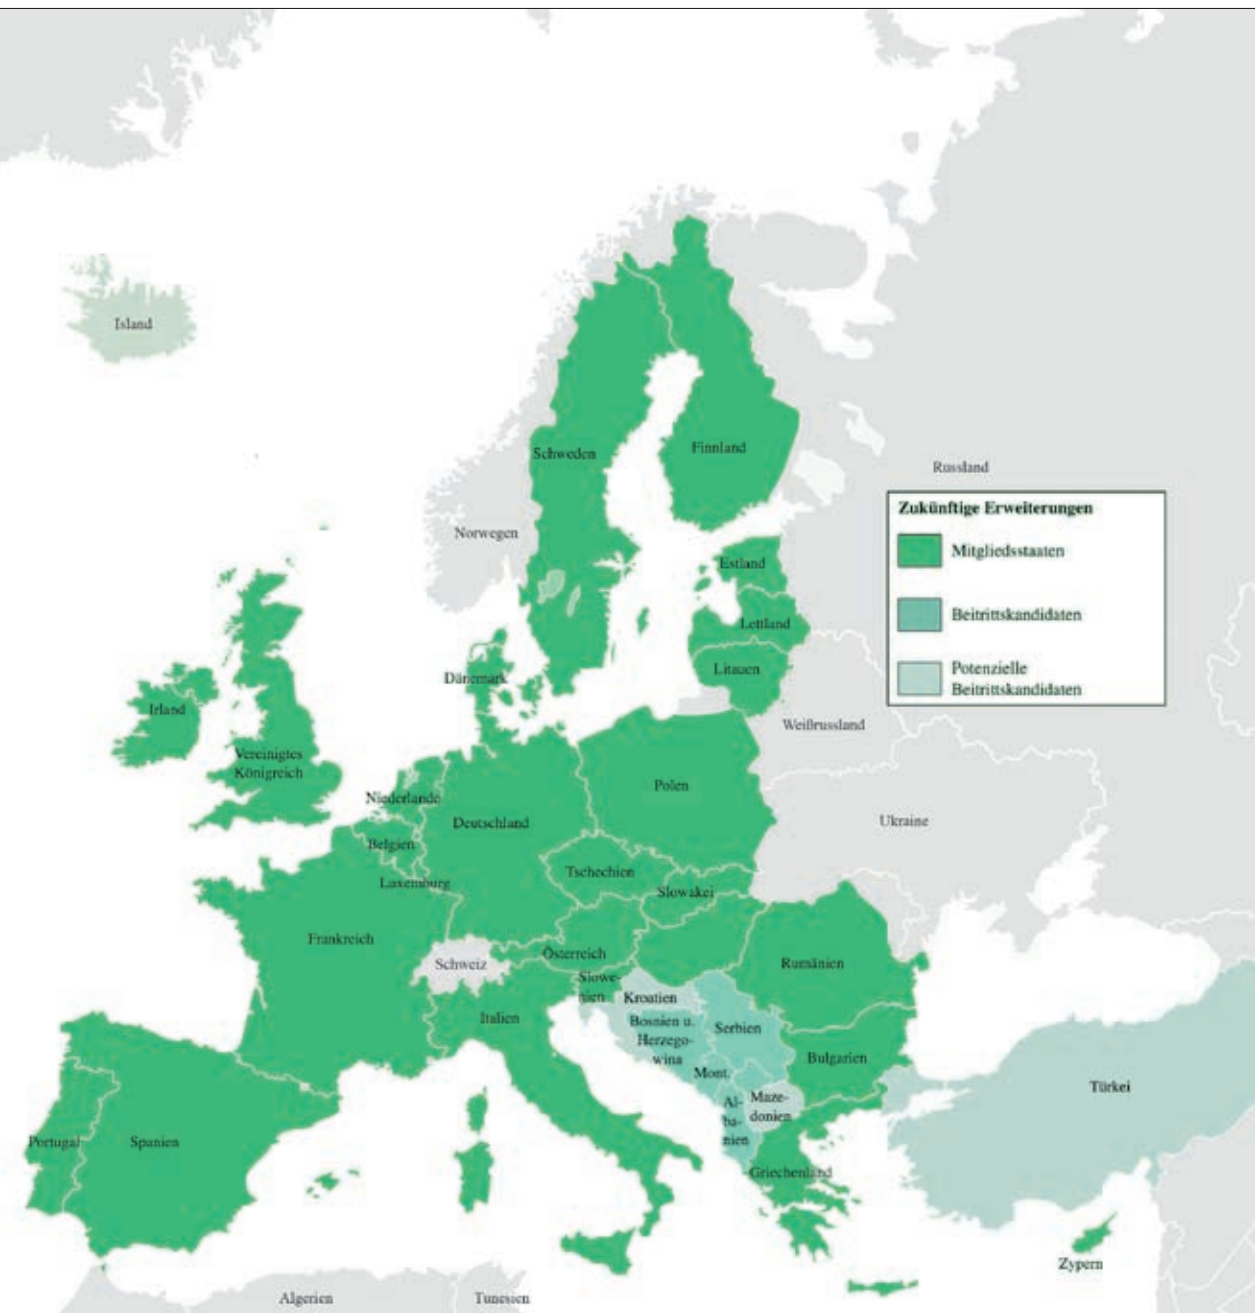 Island
Schweden
Finnland
Russland
Norwegen
Zukünftige Erweiterungen
Mitgliedsstaaten
Beitrittskandidaten
Potenzielle
Beitrittskandidaten
Estland
Lettland
Litauen
Dänemark
Irland
Vereinigtes
Königreich
Weißrussland
Niederlande
Polen
Deutschland
Ukraine
Belgien
Luxemburg
Tschechien
Slowakei
Frankreich
Schweiz
Österreich
Rumänien
Slowe-
nien
Kroatien
Italien
Bosnien u.
Herzego-
wina
Serbien
Bulgarien
Mont.
Türkei
Al-
ba-
nien
Maze-
donien
Portugal
Spanien
Griechenland
Zypern
Algerien
Tunesien